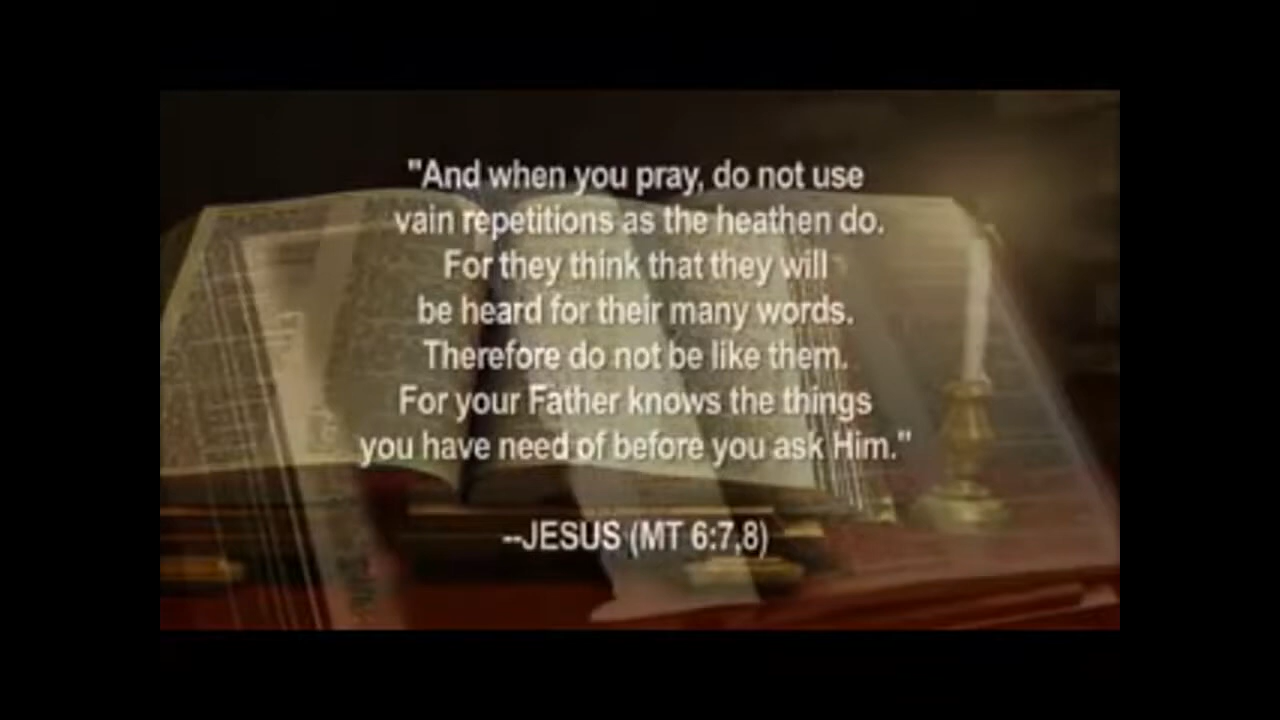 "And when you pray, do not use
vain repetitions as the heathen do.
For they think that they will
be heard for their many words.
Therefore do not be like them.
For your Father knows the things
you have need of before you ask Him."
--JESUS (MT 6:7,8)